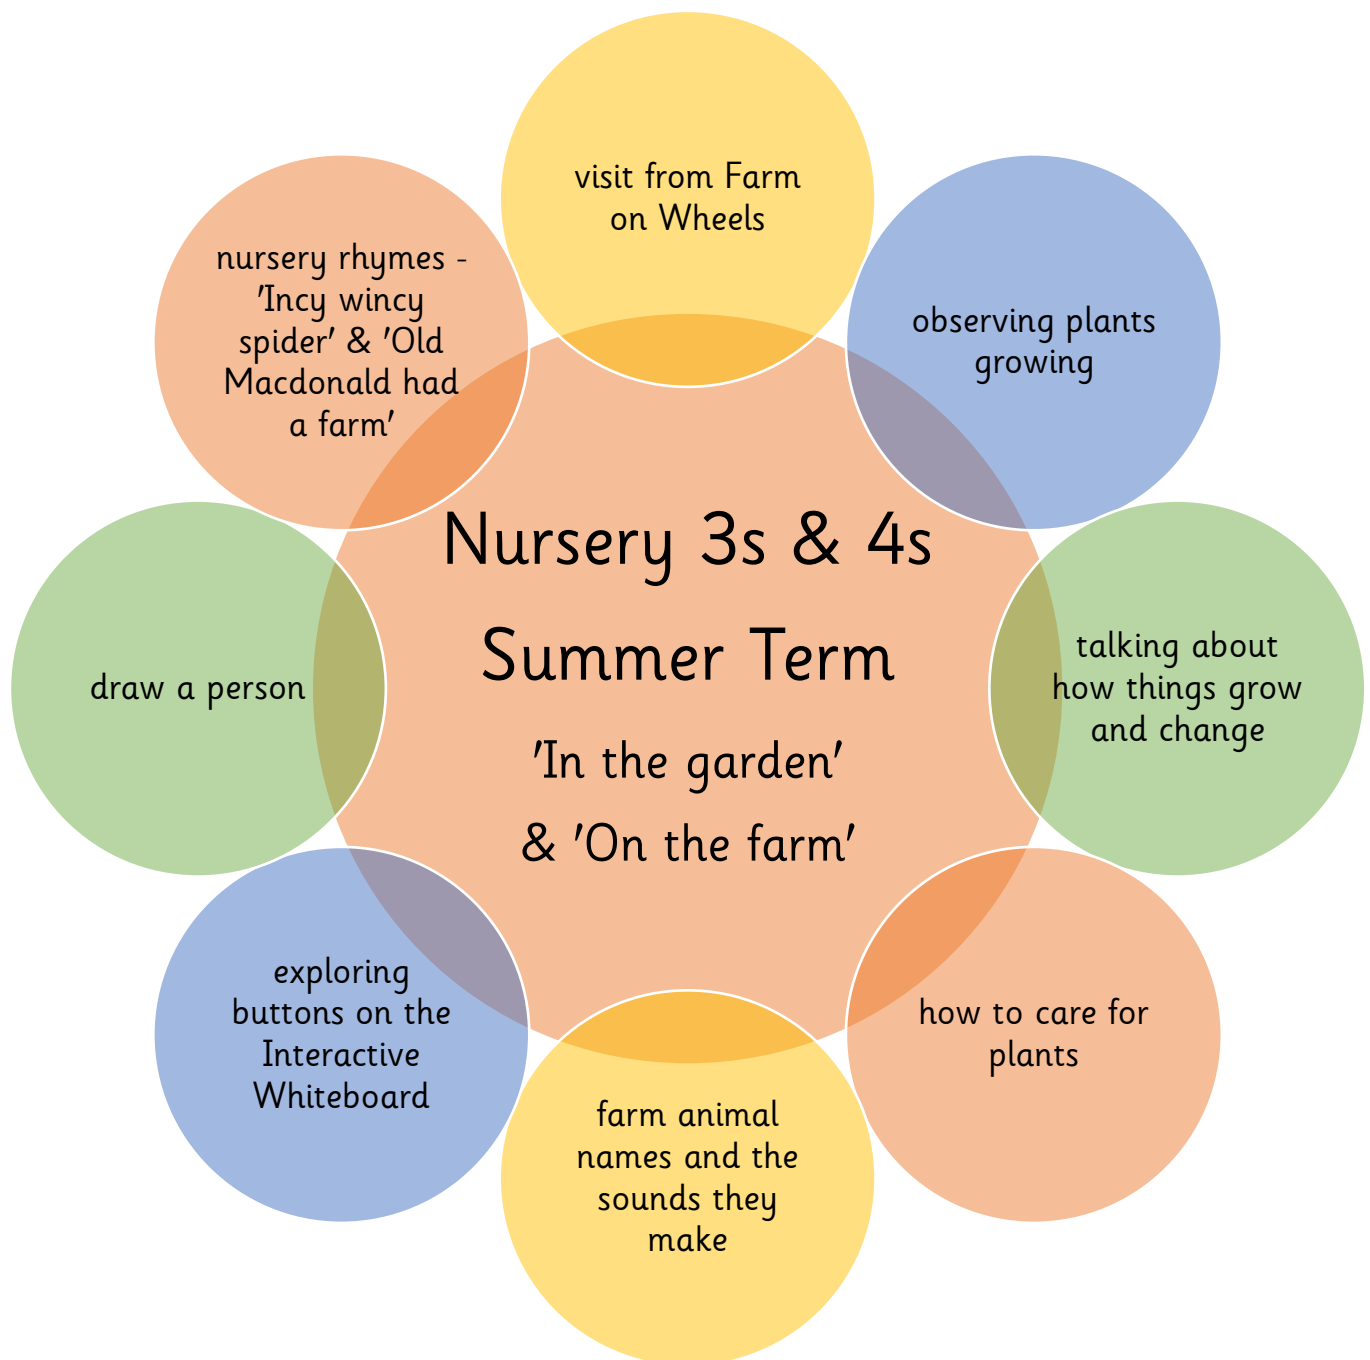 Nursery 3s & 4s
Summer Term
'In the garden'
& 'On the farm'
visit from Farm
on Wheels
observing plants
growing
talking about
how things grow
and change
how to care for
plants
farm animal
names and the
sounds they
make
exploring
buttons on the
Interactive
Whiteboard
draw a person
nursery rhymes -
'Incy wincy
spider' & 'Old
Macdonald had
a farm'